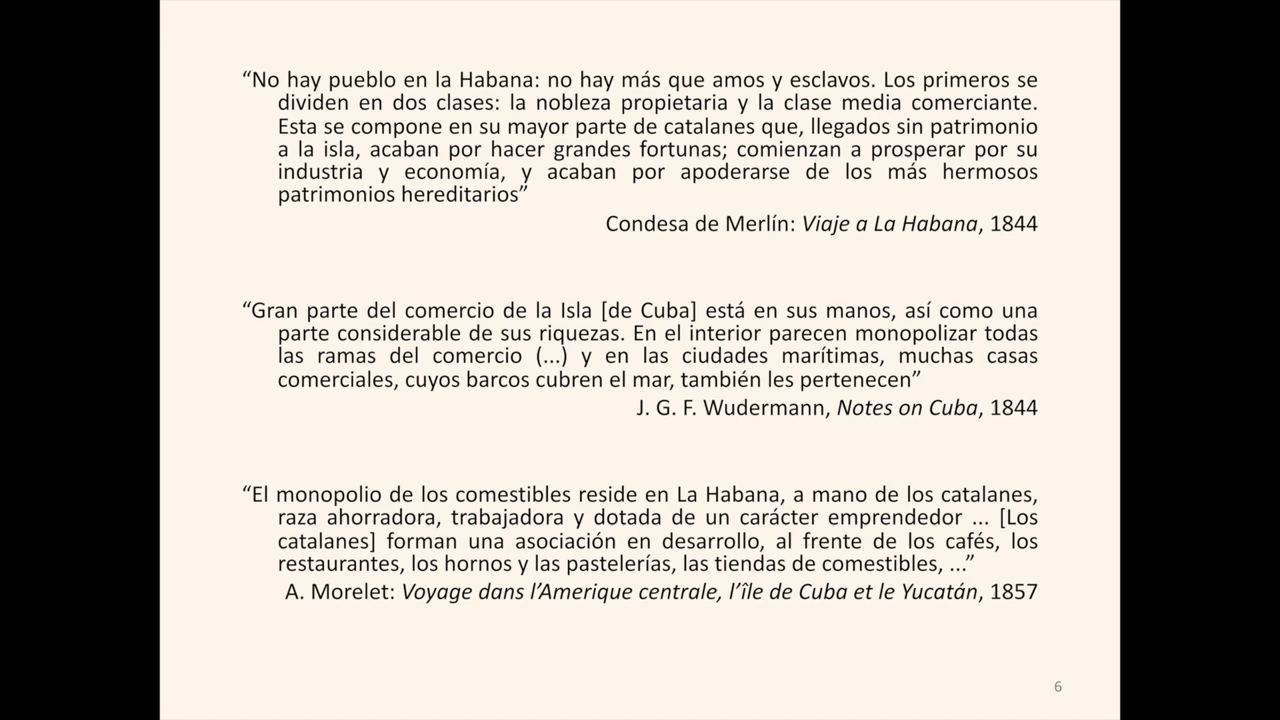 “No hay pueblo en la Habana: no hay más que amos y esclavos. Los primeros se
dividen en dos clases: la nobleza propietaria y la clase media comerciante.
Esta se compone en su mayor parte de catalanes que, llegados sin patrimonio
a la isla, acaban por hacer grandes fortunas; comienzan a prosperar por su
industria y economía, y acaban por apoderarse de los más hermosos
patrimonios hereditarios”
Condesa de Merlín: Viaje a La Habana, 1844
“Gran parte del comercio de la Isla [de Cuba] está en sus manos, así como una
parte considerable de sus riquezas. En el interior parecen monopolizar todas
las ramas del comercio (...) y en las ciudades marítimas, muchas casas
comerciales, cuyos barcos cubren el mar, también les pertenecen”
J. G. F. Wudermann, Notes on Cuba, 1844
“El monopolio de los comestibles reside en La Habana, a mano de los catalanes,
raza ahorradora, trabajadora y dotada de un carácter emprendedor ... [Los
catalanes] forman una asociación en desarrollo, al frente de los cafés, los
restaurantes, los hornos y las pastelerías, las tiendas de comestibles, ...”
A. Morelet: Voyage dans l’Amerique centrale, l’île de Cuba et le Yucatán, 1857
6